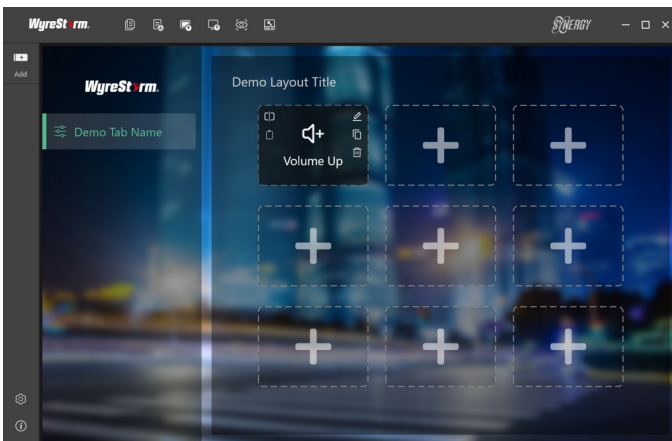 WyreStorm.
SYNERGY
Add
WyreStorm.
Demo Layout Title
Demo Tab Name
Volume Up